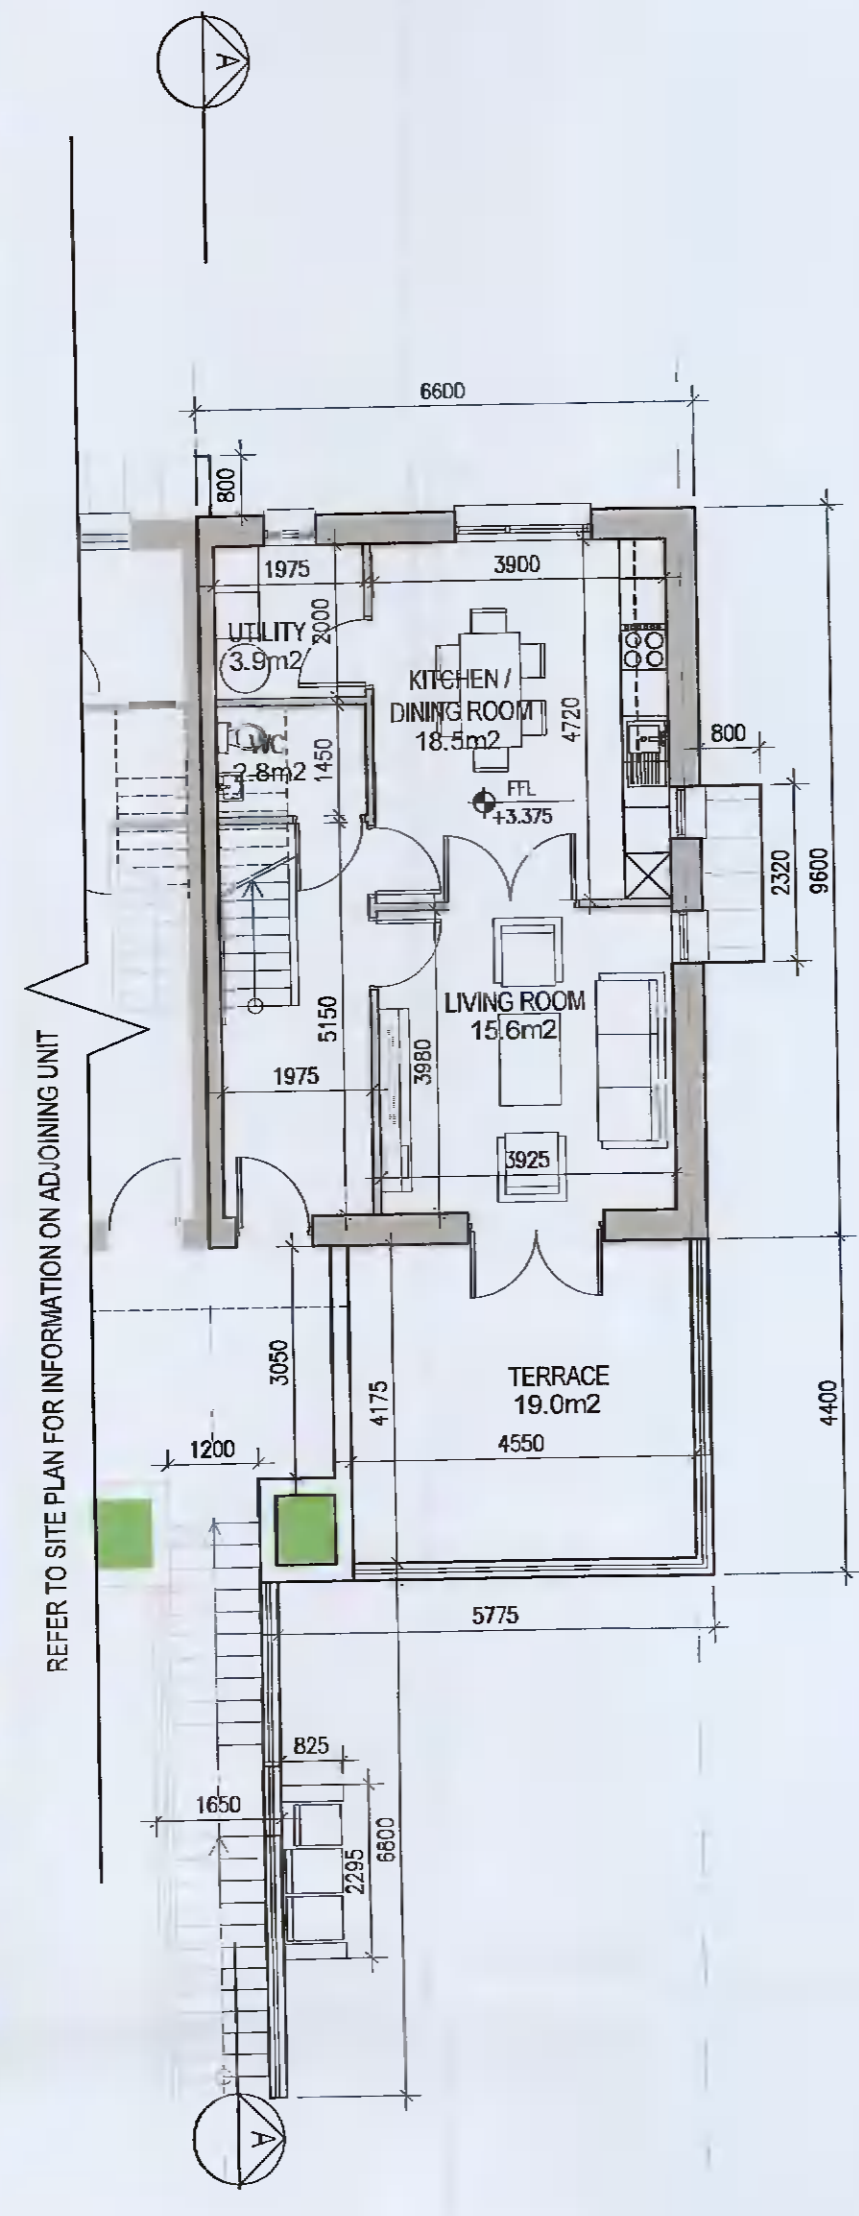 A
6600
800
1975
3900
2000
UTILITY
3.9m2
KITCHEN /
DINING ROOM
18.5m2
4720
WC
2.8m2
1450
800
FFL
+3.375
2320
9600
LIVING ROOM
15.6m2
5150
3980
1975
3925
REFER TO SITE PLAN FOR INFORMATION ON ADJOINING UNIT
3050
4175
TERRACE
19.0m2
4400
1200
4550
5775
825
1650
2295
6800
A